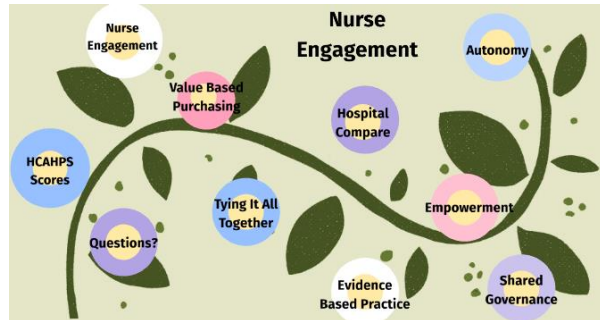 Nurse
Engagement
Nurse
Engagement
Autonomy
Value Based
Purchasing
Hospital
Compare
HCAHPS
Scores
Tying It All
Together
Empowerment
Questions?
Evidence
Based Practice
Shared
Governance